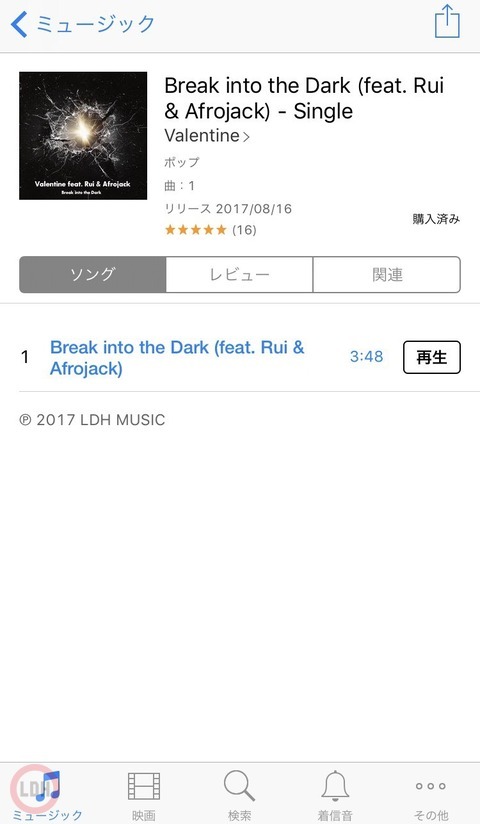 ミュージック
Break into the Dark (feat. Rui
& Afrojack) - Single
Valentine >
ポップ
曲：1
リリース 2017/08/16
★★★★★ (16)
購入済み
Valentine feat. Rui & Afrojack
Break into the Dark
ソング レビュー 関連
1 Break into the Dark (feat. Rui &
Afrojack) 3:48 再生
℗ 2017 LDH MUSIC
LDH
ミュージック 映画 検索 着信音 その他